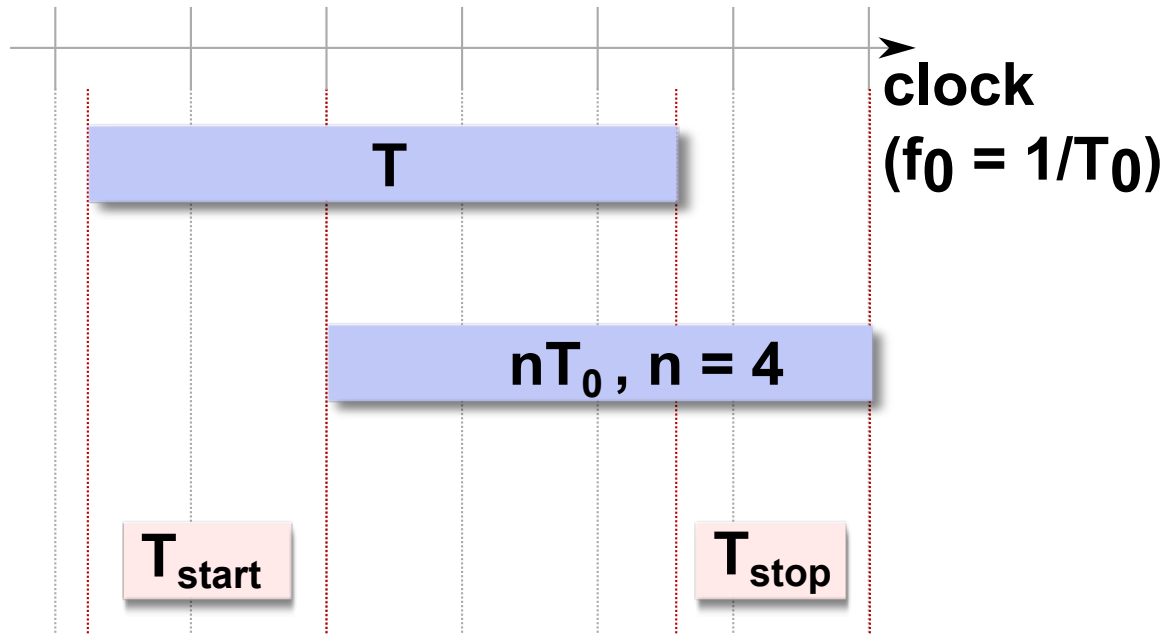 clock
(f0 = 1/T0)
T
nT0 , n = 4
Tstart
Tstop